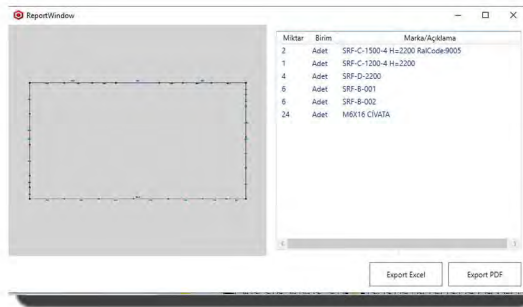 ReportWindow
Miktar Birim Marka/Açıklama
2 Adet SRF-C-1500-4 H=2200 RalCode:9005
1 Adet SRF-C-1200-4 H=2200
4 Adet SRF-D-2200
6 Adet SRF-B-001
6 Adet SRF-B-002
24 Adet M6X16 CİVATA
Export Excel Export PDF